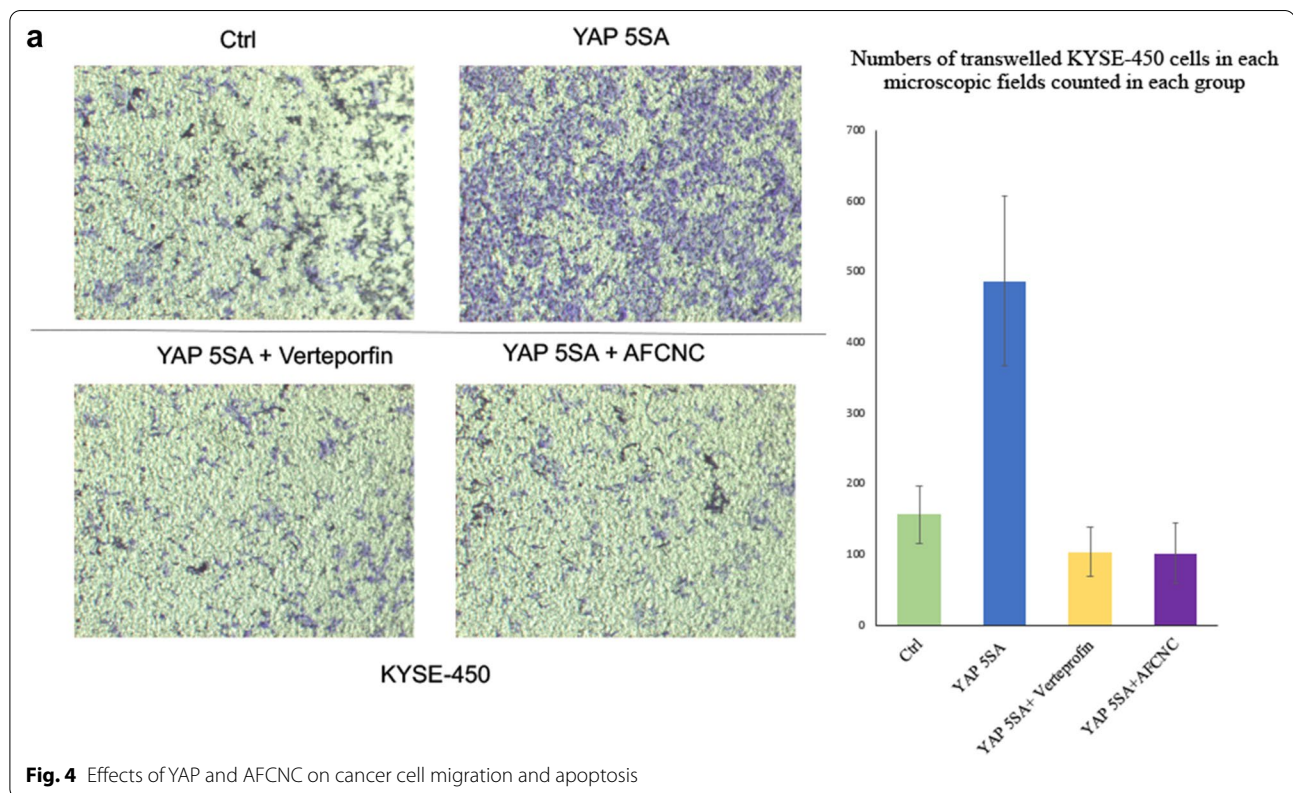 a
Ctrl
YAP 5SA
YAP 5SA + Verteporfin
YAP 5SA + AFCNC
KYSE-450
Numbers of transwelled KYSE-450 cells in each
microscopic fields counted in each group
700
600
500
400
300
200
100
0
Ctrl
YAP 5SA
YAP 5SA+ Verteprofin
YAP 5SA+AFCNC
Fig. 4 Effects of YAP and AFCNC on cancer cell migration and apoptosis